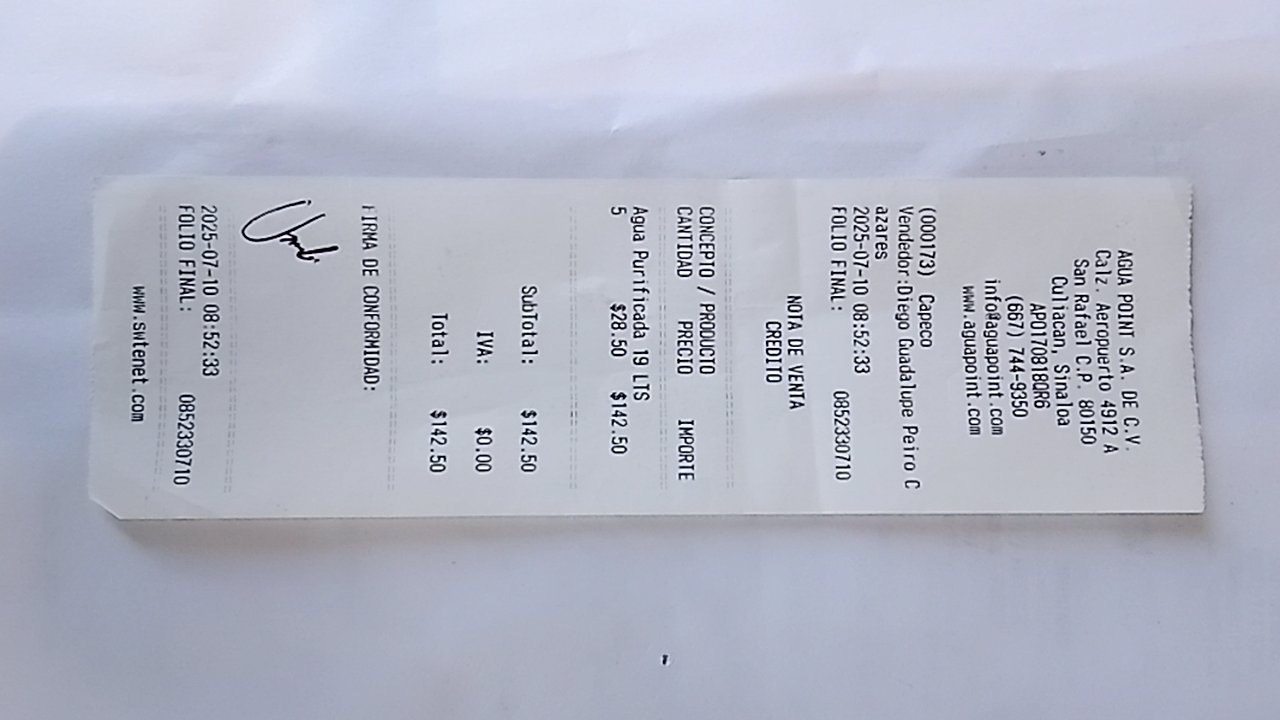 AGUA POINT S.A. DE C.V.
Calz. Aeropuerto 4912 A
San Rafael C.P. 80150
Culiacan, Sinaloa
APO170818QR6
(667) 744-9350
info@aguapoint.com
www.aguapoint.com
(000173) Capeco
Vendedor:Diego Guadalupe Peiro C
azares
2025-07-10 08:52:33
FOLIO FINAL: 0852330710
NOTA DE VENTA
CREDITO
CONCEPTO / PRODUCTO
CANTIDAD PRECIO IMPORTE
Agua Purificada 19 LTS
5 $28.50 $142.50
SubTotal: $142.50
IVA: $0.00
Total: $142.50
FIRMA DE CONFORMIDAD:
2025-07-10 08:52:33
FOLIO FINAL: 0852330710
www.swtenet.com